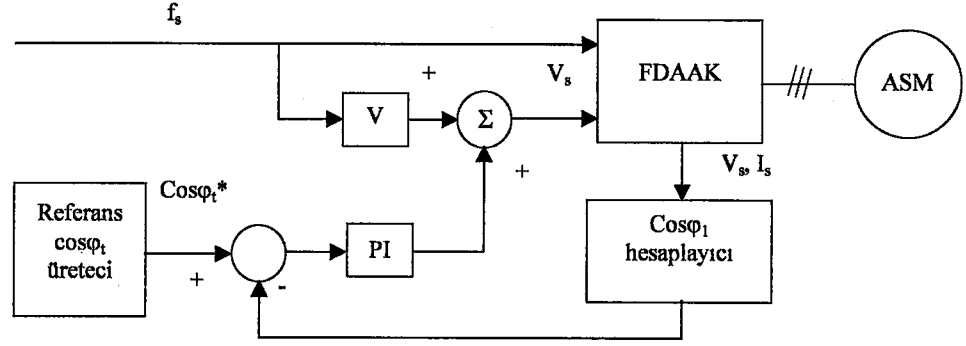 fₛ
FDAAK
Vₛ
+
V
Σ
+
ASM
Vₛ, Iₛ
Cosφₜ*
Referans
cosφₜ
üreteci
+
-
PI
Cosφ₁
hesaplayıcı